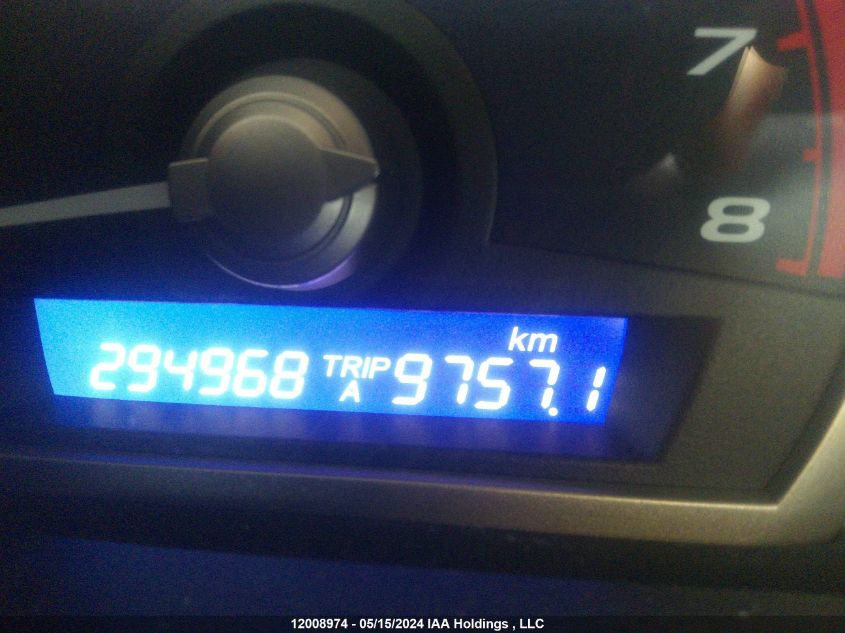 7
8
km
294968 TRIP A 9757.1
12008974 - 05/15/2024 IAA Holdings , LLC